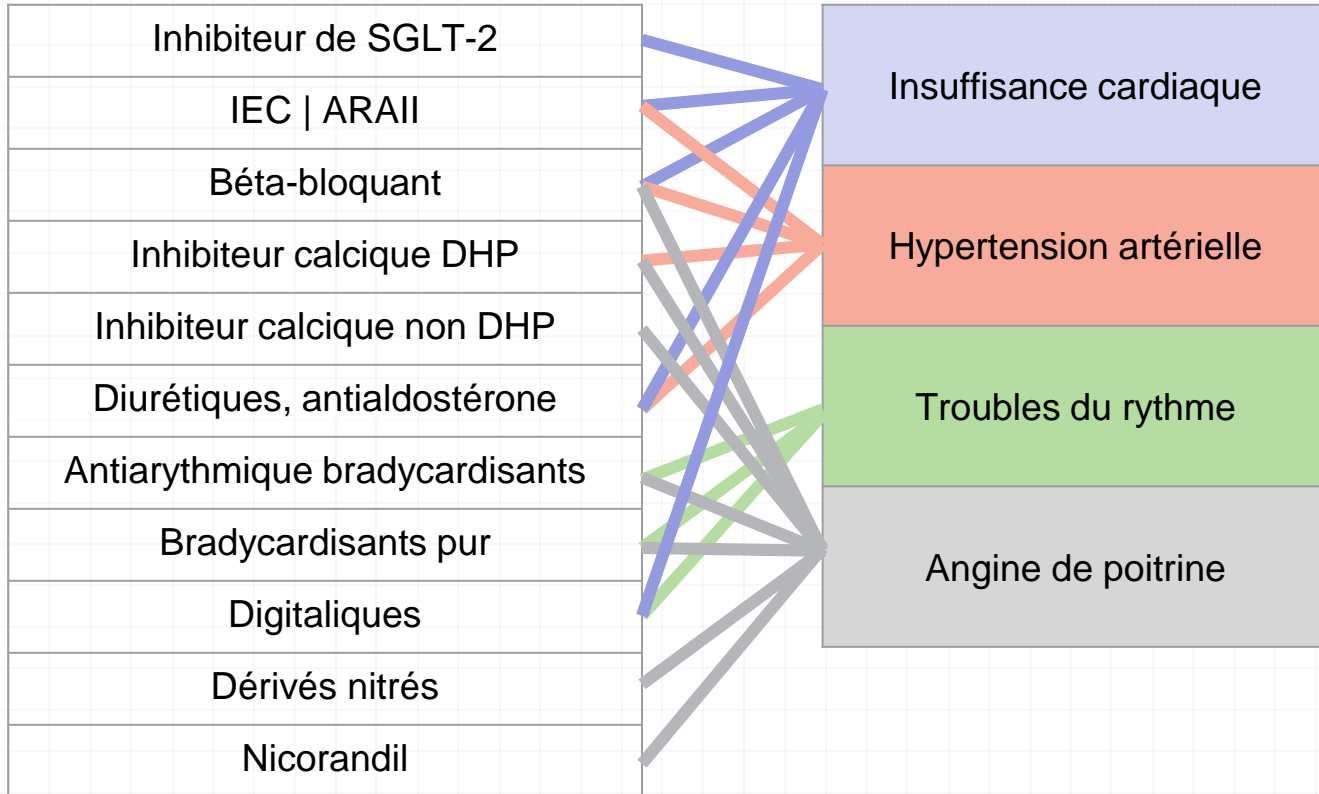 Inhibiteur de SGLT-2
IEC | ARAII
Béta-bloquant
Inhibiteur calcique DHP
Inhibiteur calcique non DHP
Diurétiques, antialdostérone
Antiarythmique bradycardisants
Bradycardisants pur
Digitaliques
Dérivés nitrés
Nicorandil
Insuffisance cardiaque
Hypertension artérielle
Troubles du rythme
Angine de poitrine